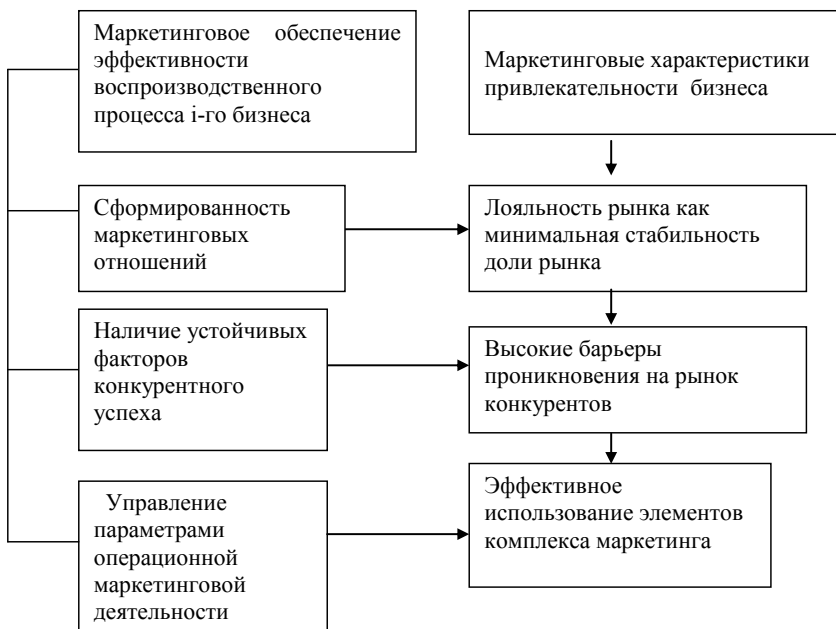 Маркетинговое обеспечение
эффективности
воспроизводственного
процесса i-го бизнеса
Маркетинговые характеристики
привлекательности бизнеса
Сформированность
маркетинговых
отношений
Лояльность рынка как
минимальная стабильность
доли рынка
Наличие устойчивых
факторов
конкурентного
успеха
Высокие барьеры
проникновения на рынок
конкурентов
Управление
параметрами
операционной
маркетинговой
деятельности
Эффективное
использование элементов
комплекса маркетинга